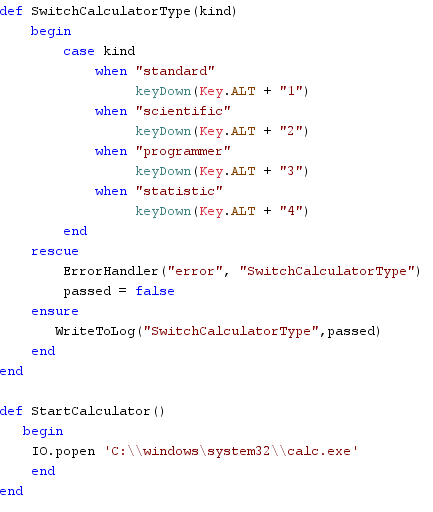 def SwitchCalculatorType(kind)
    begin
        case kind
            when "standard"
                 keyDown(Key.ALT + "1")
            when "scientific"
                 keyDown(Key.ALT + "2")
            when "programmer"
                 keyDown(Key.ALT + "3")
            when "statistic"
                 keyDown(Key.ALT + "4")
        end
    rescue
        ErrorHandler("error", "SwitchCalculatorType")
        passed = false
    ensure
       WriteToLog("SwitchCalculatorType",passed)
    end
end

def StartCalculator()
   begin
    IO.popen 'C:\\windows\system32\\calc.exe'
    end
end